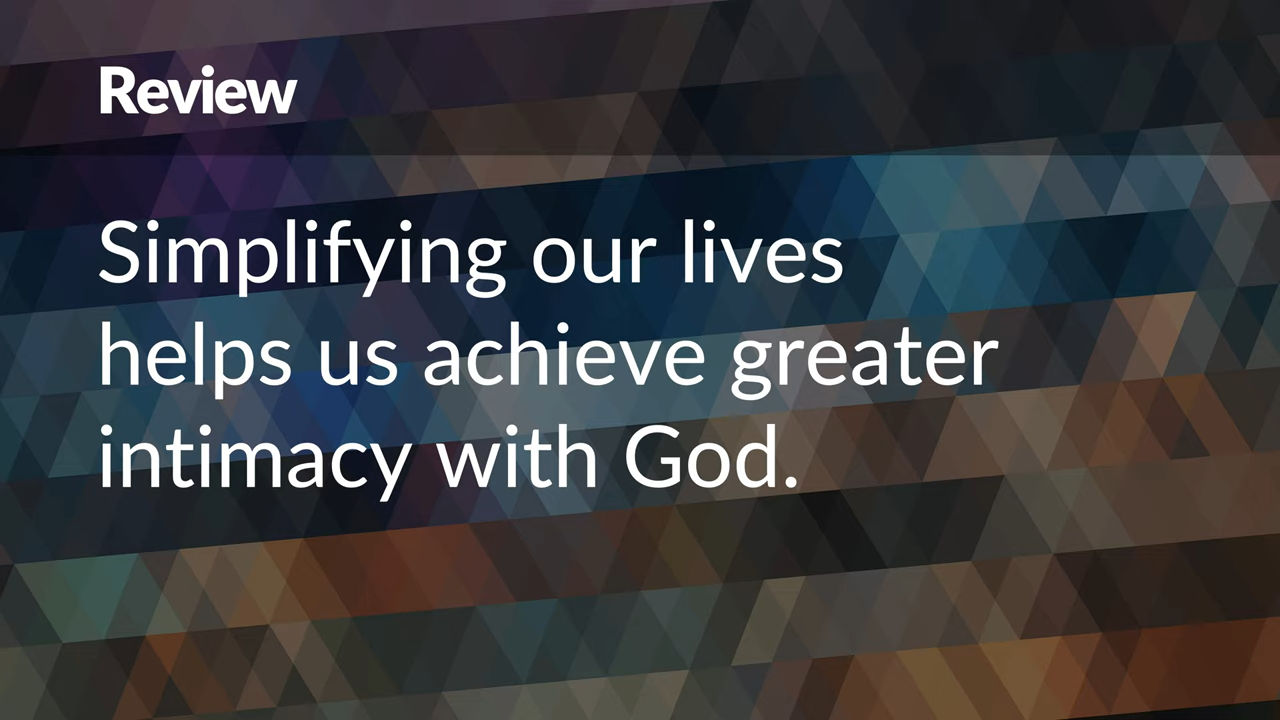 Review
Simplifying our lives
helps us achieve greater
intimacy with God.